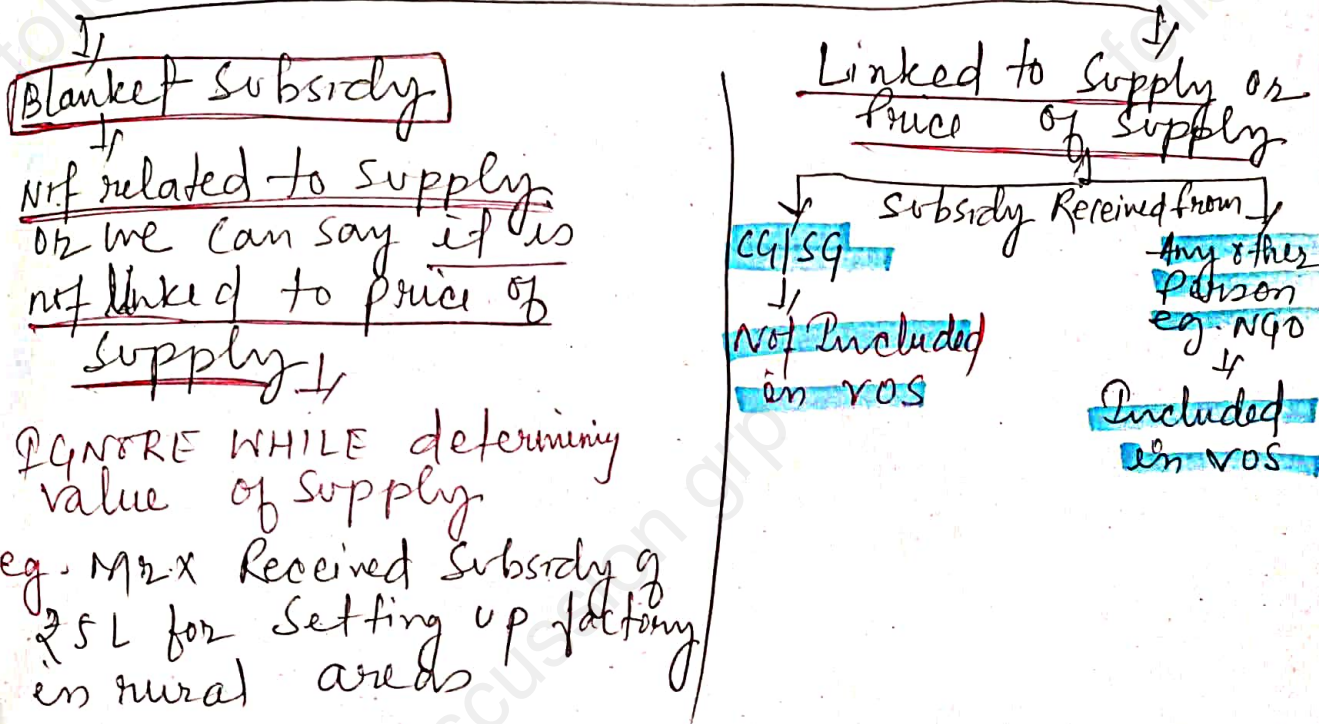 Blanket Subsidy
Not related to supply
or we can say it is
not linked to price of
supply
IGNORE WHILE determining
value of supply
eg. Mr. X Received Subsidy of
₹5L for setting up factory
in rural areas
Linked to supply or
Price of supply
Subsidy Received from
CG/SG
Not Included
in VOS
Any other
Person
eg. NGO
Included
in VOS